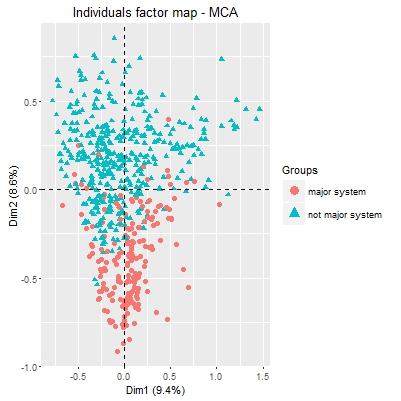 Individuals factor map - MCA
Dim2 (8.6%)
0.5
0.0
-0.5
-1.0
-0.5 0.0 0.5 1.0 1.5
Dim1 (9.4%)
Groups
major system
not major system